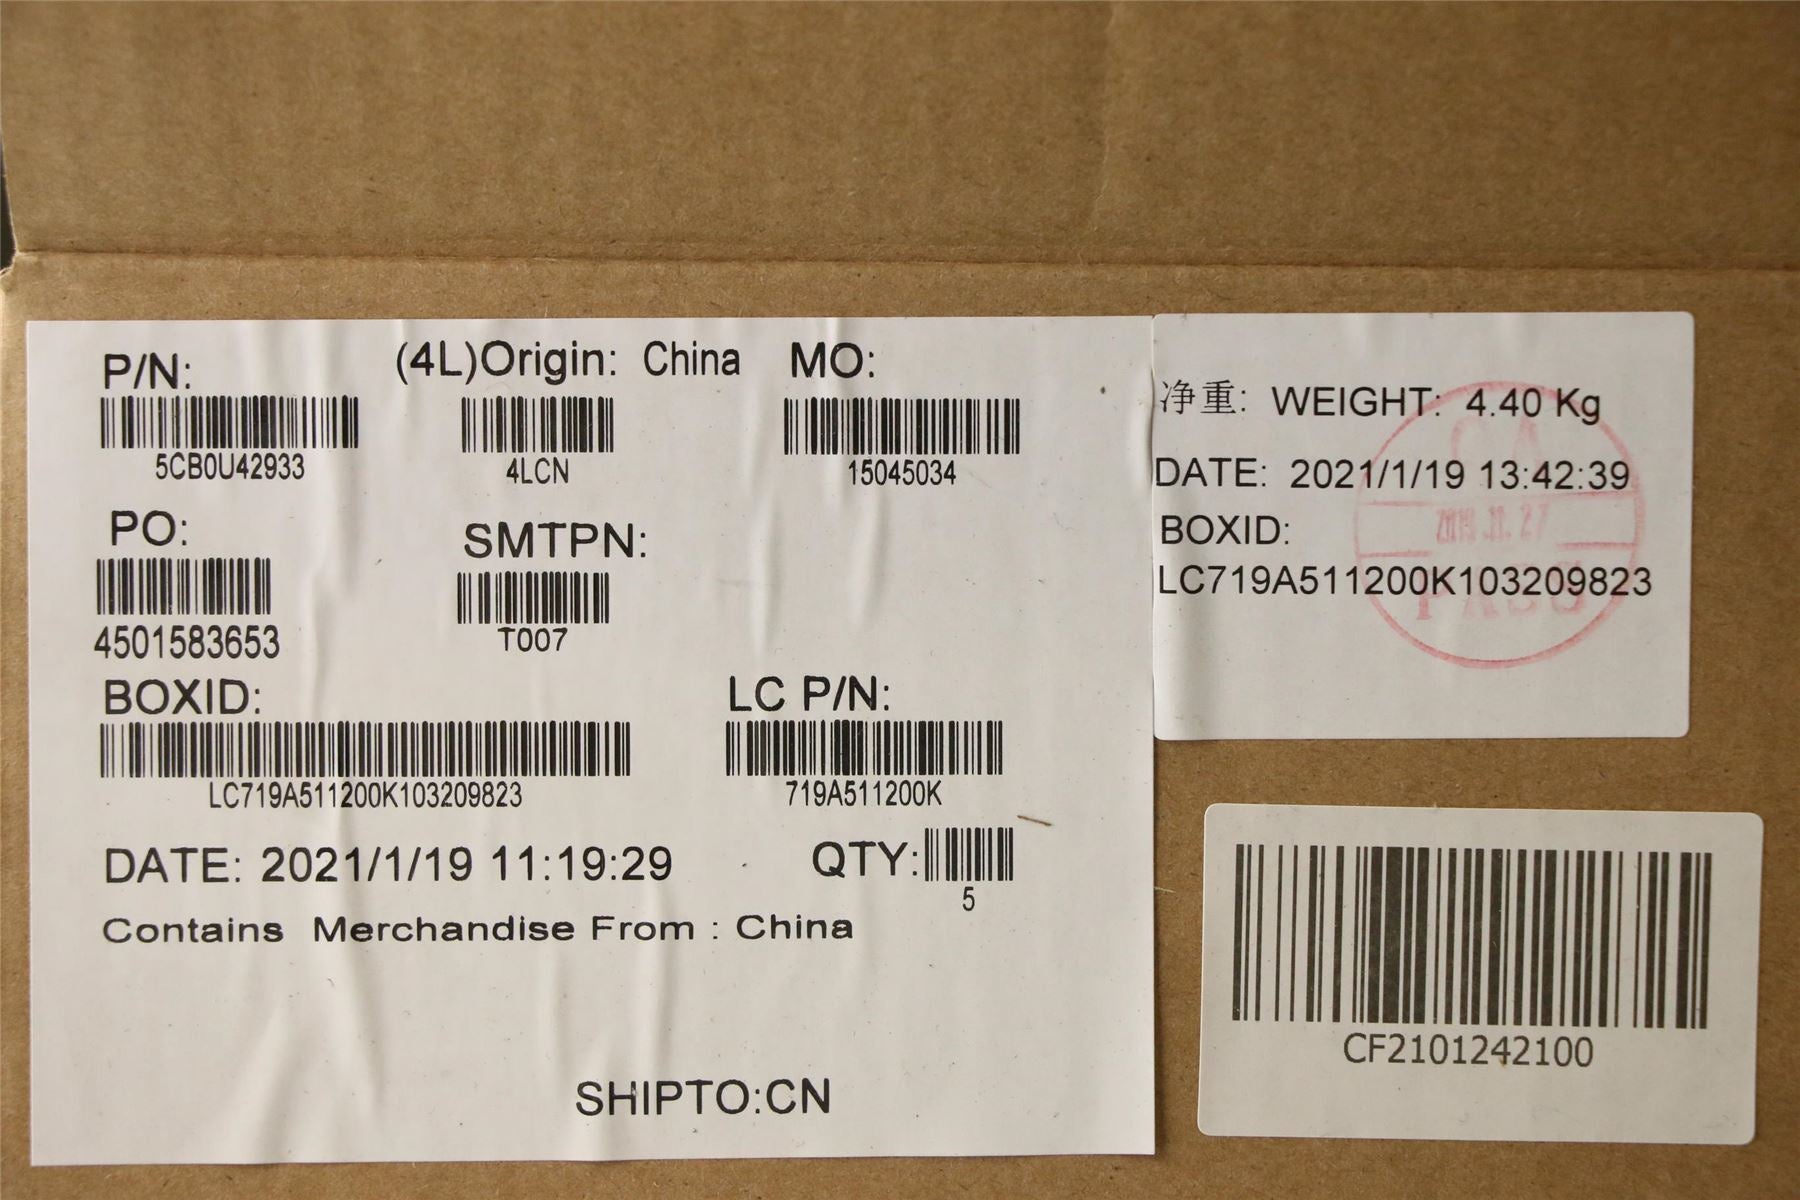 P/N:
(4L)Origin: China
MO:
5CB0U42933
4LCN
15045034
PO:
SMTPN:
4501583653
T007
BOXID:
LC P/N:
LC719A511200K103209823
719A511200K
DATE: 2021/1/19 11:19:29
QTY:
5
Contains Merchandise From : China
SHIPTO:CN
净重: WEIGHT: 4.40 Kg
DATE: 2021/1/19 13:42:39
BOXID:
LC719A511200K103209823
CF2101242100